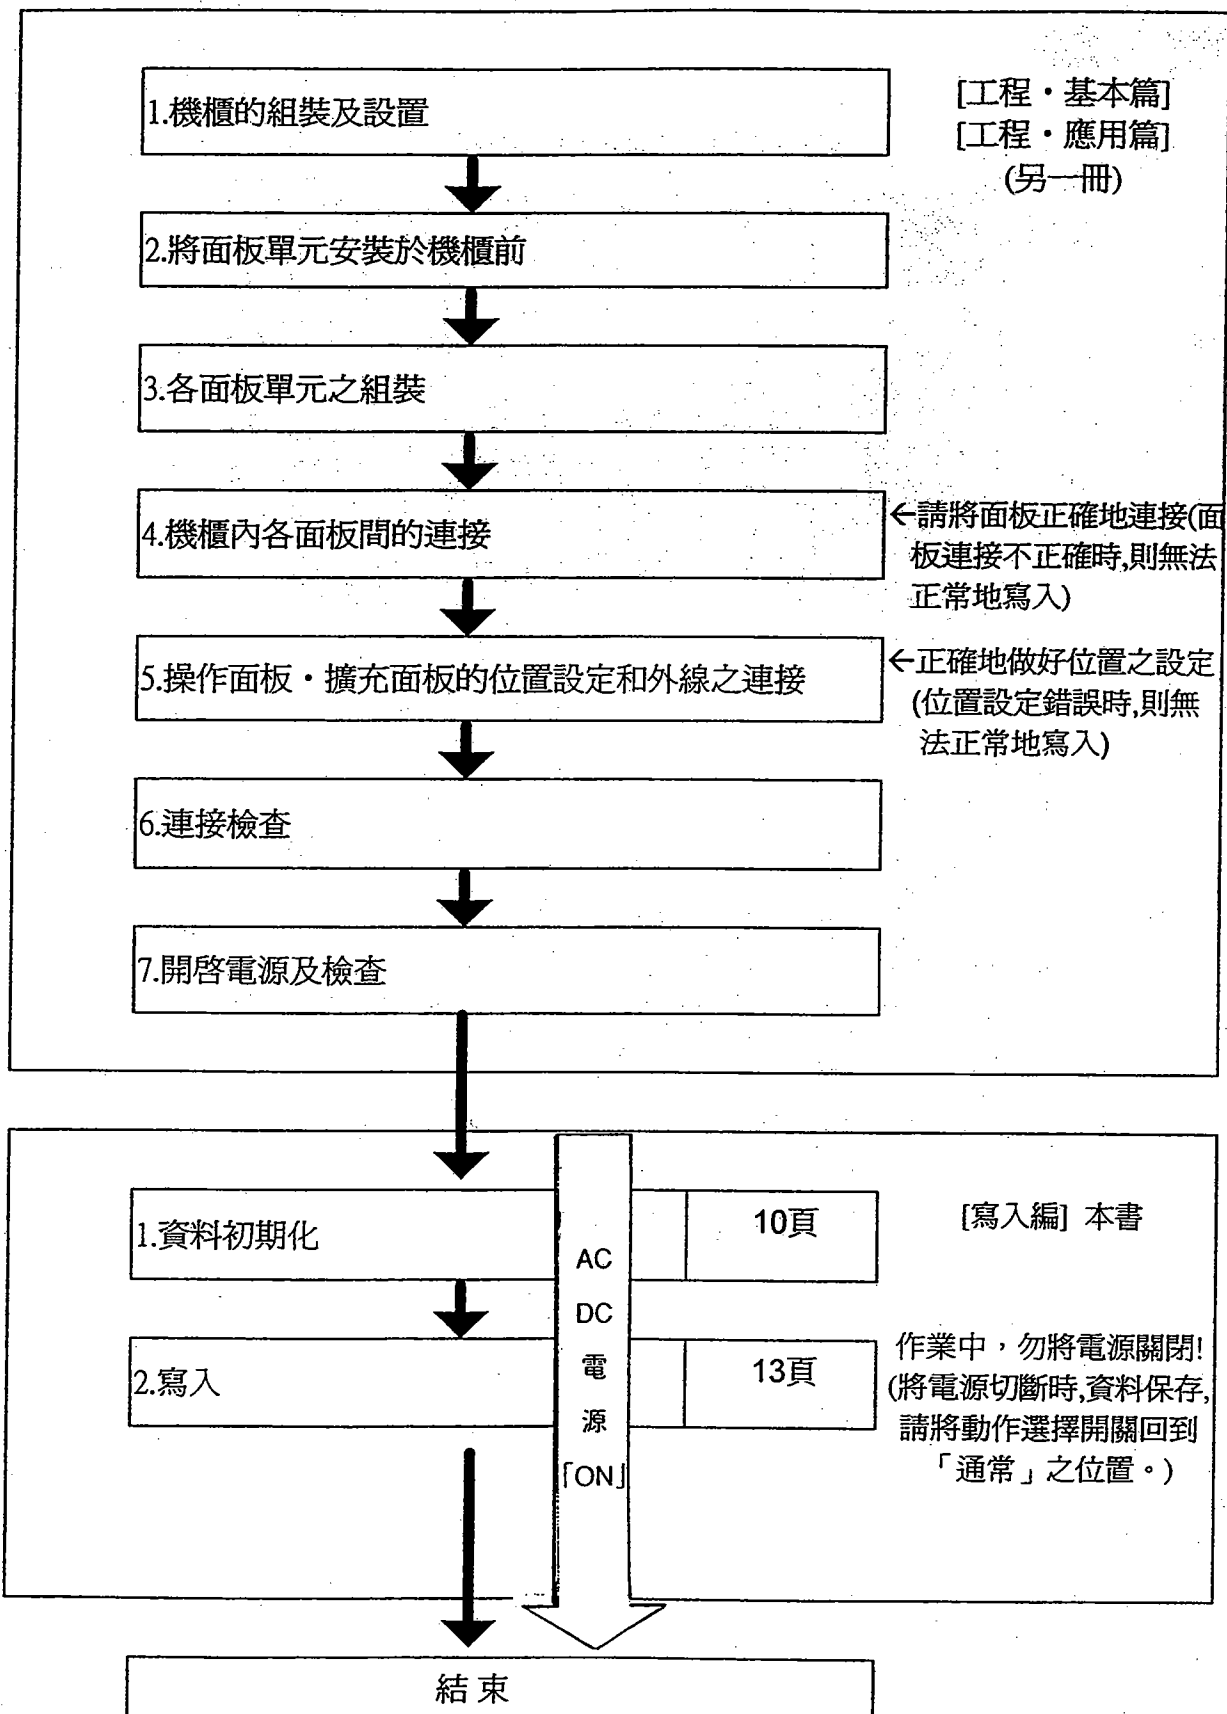 1.機櫃的組裝及設置
[工程・基本篇]
[工程・應用篇]
(另一冊)
2.將面板單元安裝於機櫃前
3.各面板單元之組裝
4.機櫃內各面板間的連接
←請將面板正確地連接(面
板連接不正確時,則無法
正常地寫入)
5.操作面板・擴充面板的位置設定和外線之連接
←正確地做好位置之設定
(位置設定錯誤時,則無
法正常地寫入)
6.連接檢查
7.開啓電源及檢查
1.資料初期化
10頁
[寫入編] 本書
2.寫入
13頁
AC
DC
電
源
「ON」
作業中，勿將電源關閉!
(將電源切斷時,資料保存,
請將動作選擇開關回到
「通常」之位置。)
結束